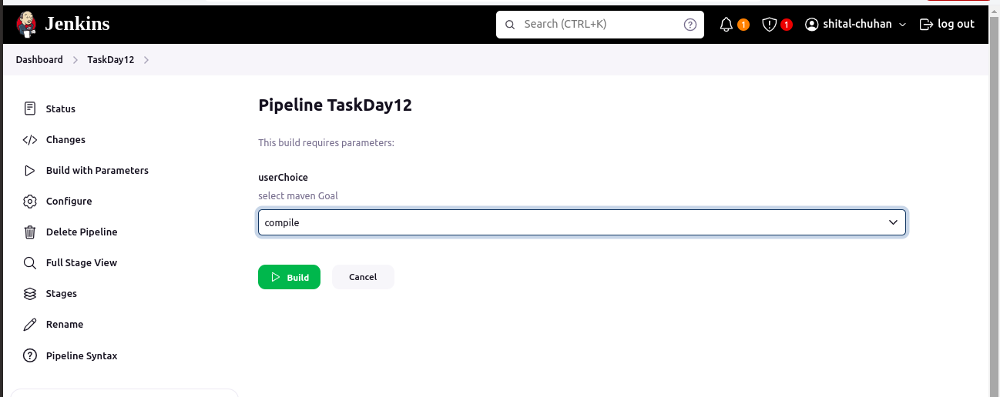 Jenkins
Search (CTRL+K)
?
1
1
shital-chuhan
log out
Dashboard
TaskDay12
Status
Changes
Build with Parameters
Configure
Delete Pipeline
Full Stage View
Stages
Rename
Pipeline Syntax
Pipeline TaskDay12
This build requires parameters:
userChoice
select maven Goal
compile
Build
Cancel